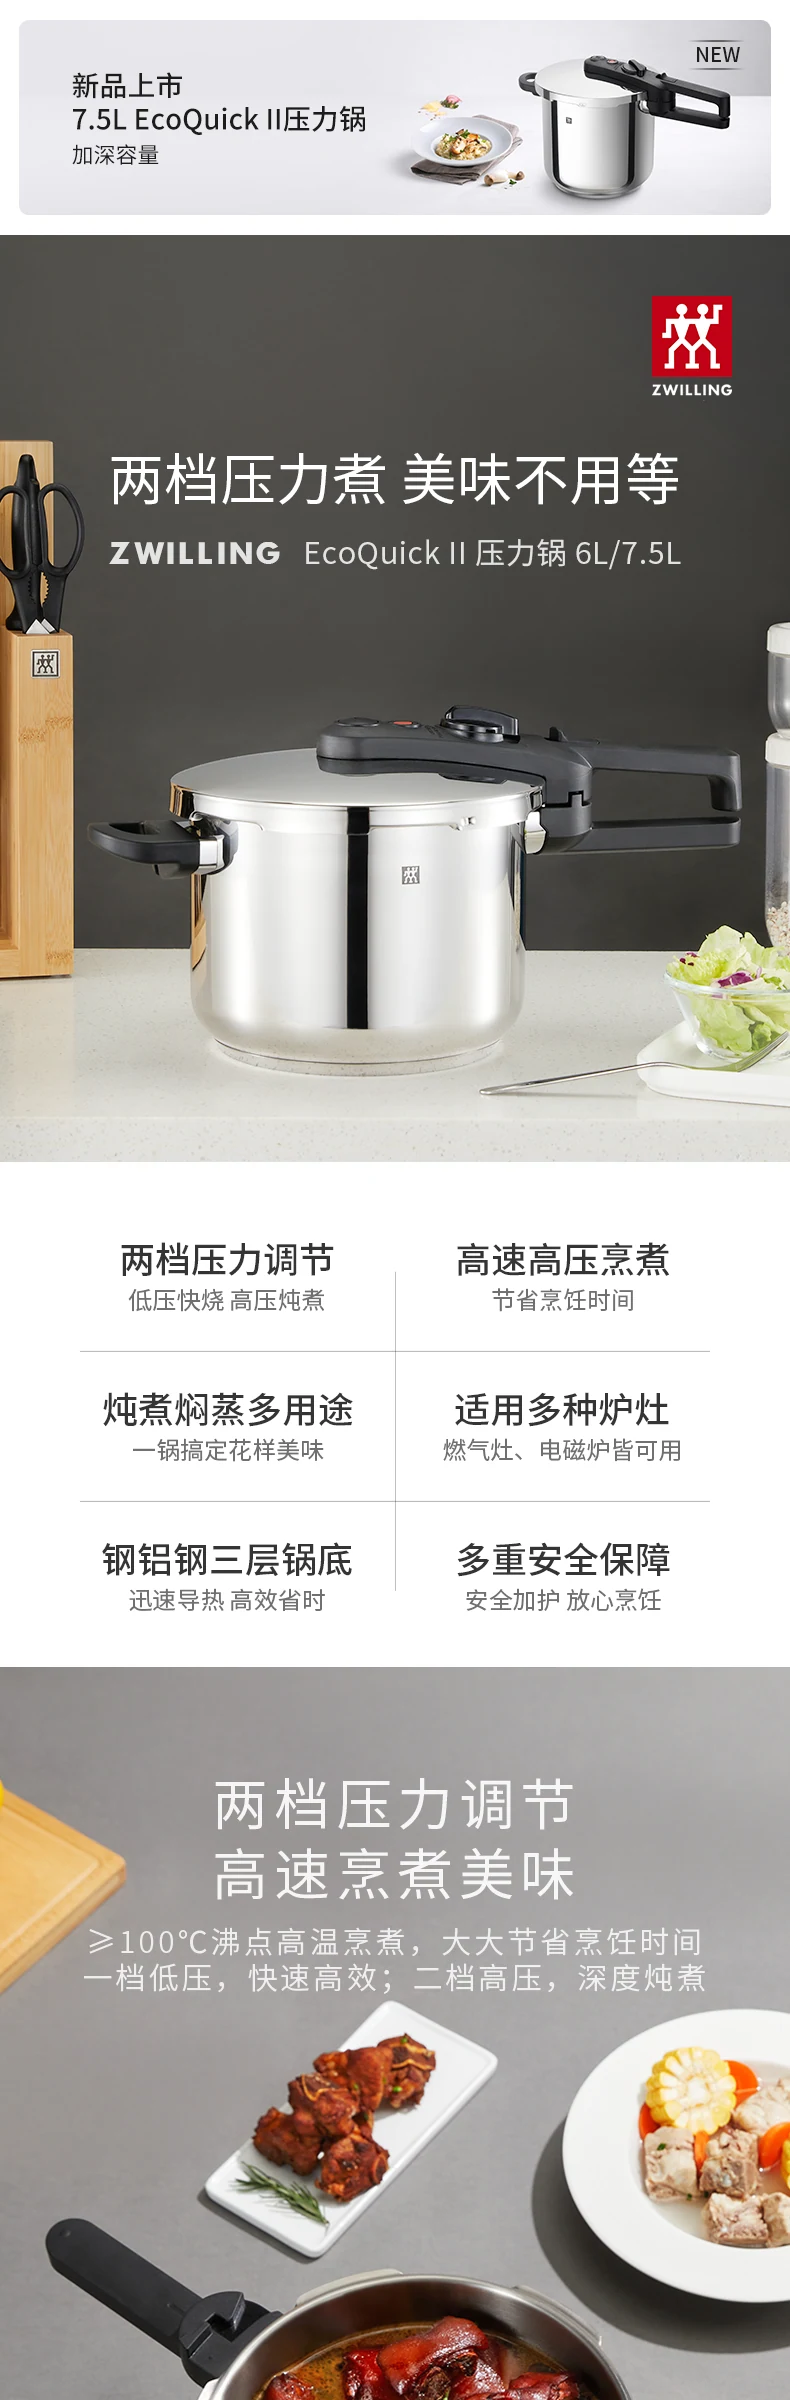 NEW
新品上市
7.5L EcoQuick II压力锅
加深容量
ZWILLING
两档压力煮 美味不用等
ZWILLING EcoQuick II 压力锅 6L/7.5L
两档压力调节
低压快烧 高压炖煮
高速高压烹煮
节省烹饪时间
炖煮焖蒸多用途
一锅搞定花样美味
适用多种炉灶
燃气灶、电磁炉皆可用
钢铝钢三层锅底
迅速导热 高效省时
多重安全保障
安全加护 放心烹饪
两档压力调节
高速烹煮美味
≥100℃沸点高温烹煮，大大节省烹饪时间
一档低压，快速高效；二档高压，深度炖煮